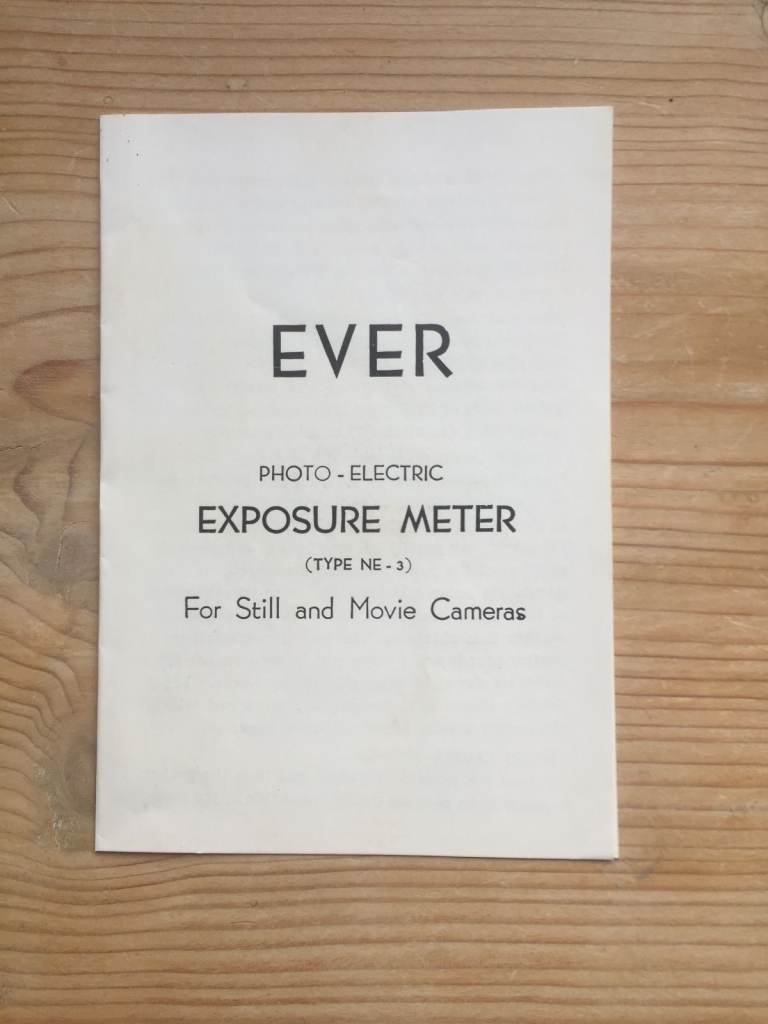 EVER
PHOTO - ELECTRIC
EXPOSURE METER
(TYPE NE - 3)
For Still and Movie Cameras